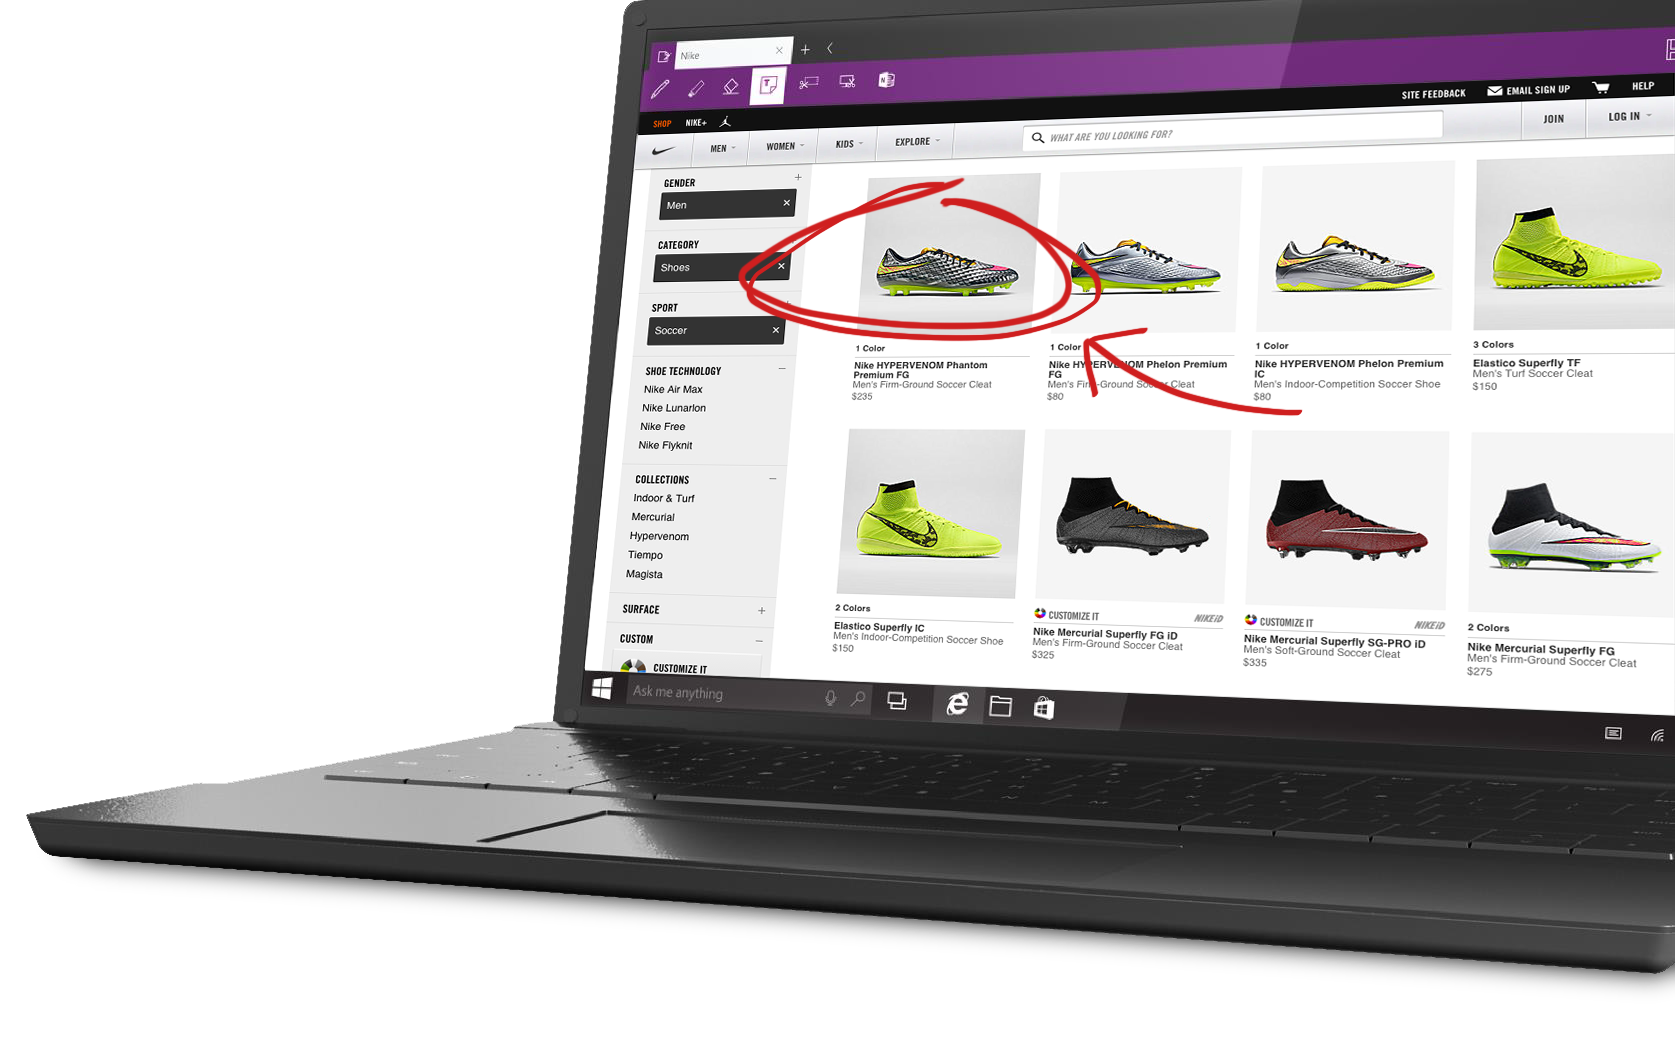 Nike
SITE FEEDBACK
EMAIL SIGN UP
HELP
SHOP
NIKE+
MEN
WOMEN
KIDS
EXPLORE
WHAT ARE YOU LOOKING FOR?
JOIN
LOG IN
GENDER
Men
CATEGORY
Shoes
SPORT
Soccer
SHOE TECHNOLOGY
Nike Air Max
Nike Lunarlon
Nike Free
Nike Flyknit
COLLECTIONS
Indoor & Turf
Mercurial
Hypervenom
Tiempo
Magista
SURFACE
CUSTOM
CUSTOMIZE IT
1 Color
Nike HYPERVENOM Phantom
Premium FG
Men's Firm-Ground Soccer Cleat
$235
1 Color
Nike HYPERVENOM Phelon Premium
FG
Men's Firm-Ground Soccer Cleat
$80
1 Color
Nike HYPERVENOM Phelon Premium
IC
Men's Indoor-Competition Soccer Shoe
$80
3 Colors
Elastico Superfly TF
Men's Turf Soccer Cleat
$150
2 Colors
Elastico Superfly IC
Men's Indoor-Competition Soccer Shoe
$150
CUSTOMIZE IT
NIKEiD
Nike Mercurial Superfly FG iD
Men's Firm-Ground Soccer Cleat
$325
CUSTOMIZE IT
NIKEiD
Nike Mercurial Superfly SG-PRO iD
Men's Soft-Ground Soccer Cleat
$335
2 Colors
Nike Mercurial Superfly FG
Men's Firm-Ground Soccer Cleat
$275
Ask me anything